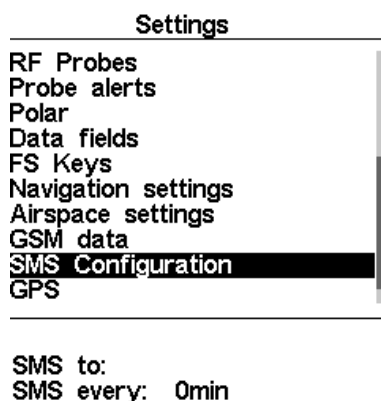 Settings
RF Probes
Probe alerts
Polar
Data fields
FS Keys
Navigation settings
Airspace settings
GSM data
SMS Configuration
GPS
SMS to:
SMS every: 0min